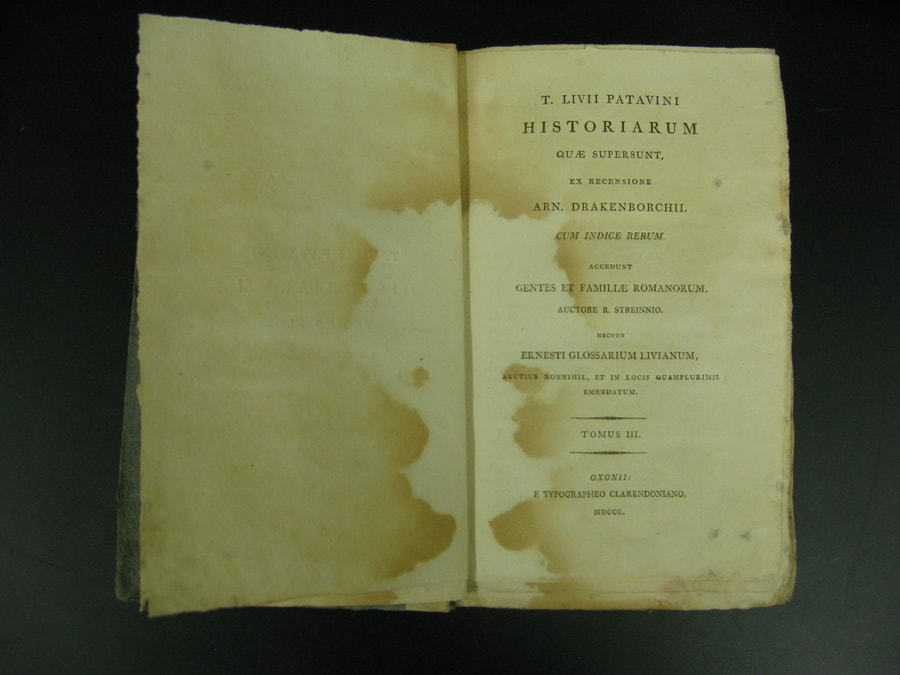 T. LIVII PATAVINI
HISTORIARUM
QUÆ SUPERSUNT,
EX RECENSIONE
ARN. DRAKENBORCHII.
CUM INDICE RERUM.
ACCEDUNT
GENTES ET FAMILIÆ ROMANORUM,
AUCTORE R. STREINNIO.
NECNON
ERNESTI GLOSSARIUM LIVIANUM,
AUCTIUS NONNIHIL, ET IN LOCIS QUAMPLURIMIS
EMENDATUM.
TOMUS III.
OXONII:
E TYPOGRAPHEO CLARENDONIANO.
MDCCC.